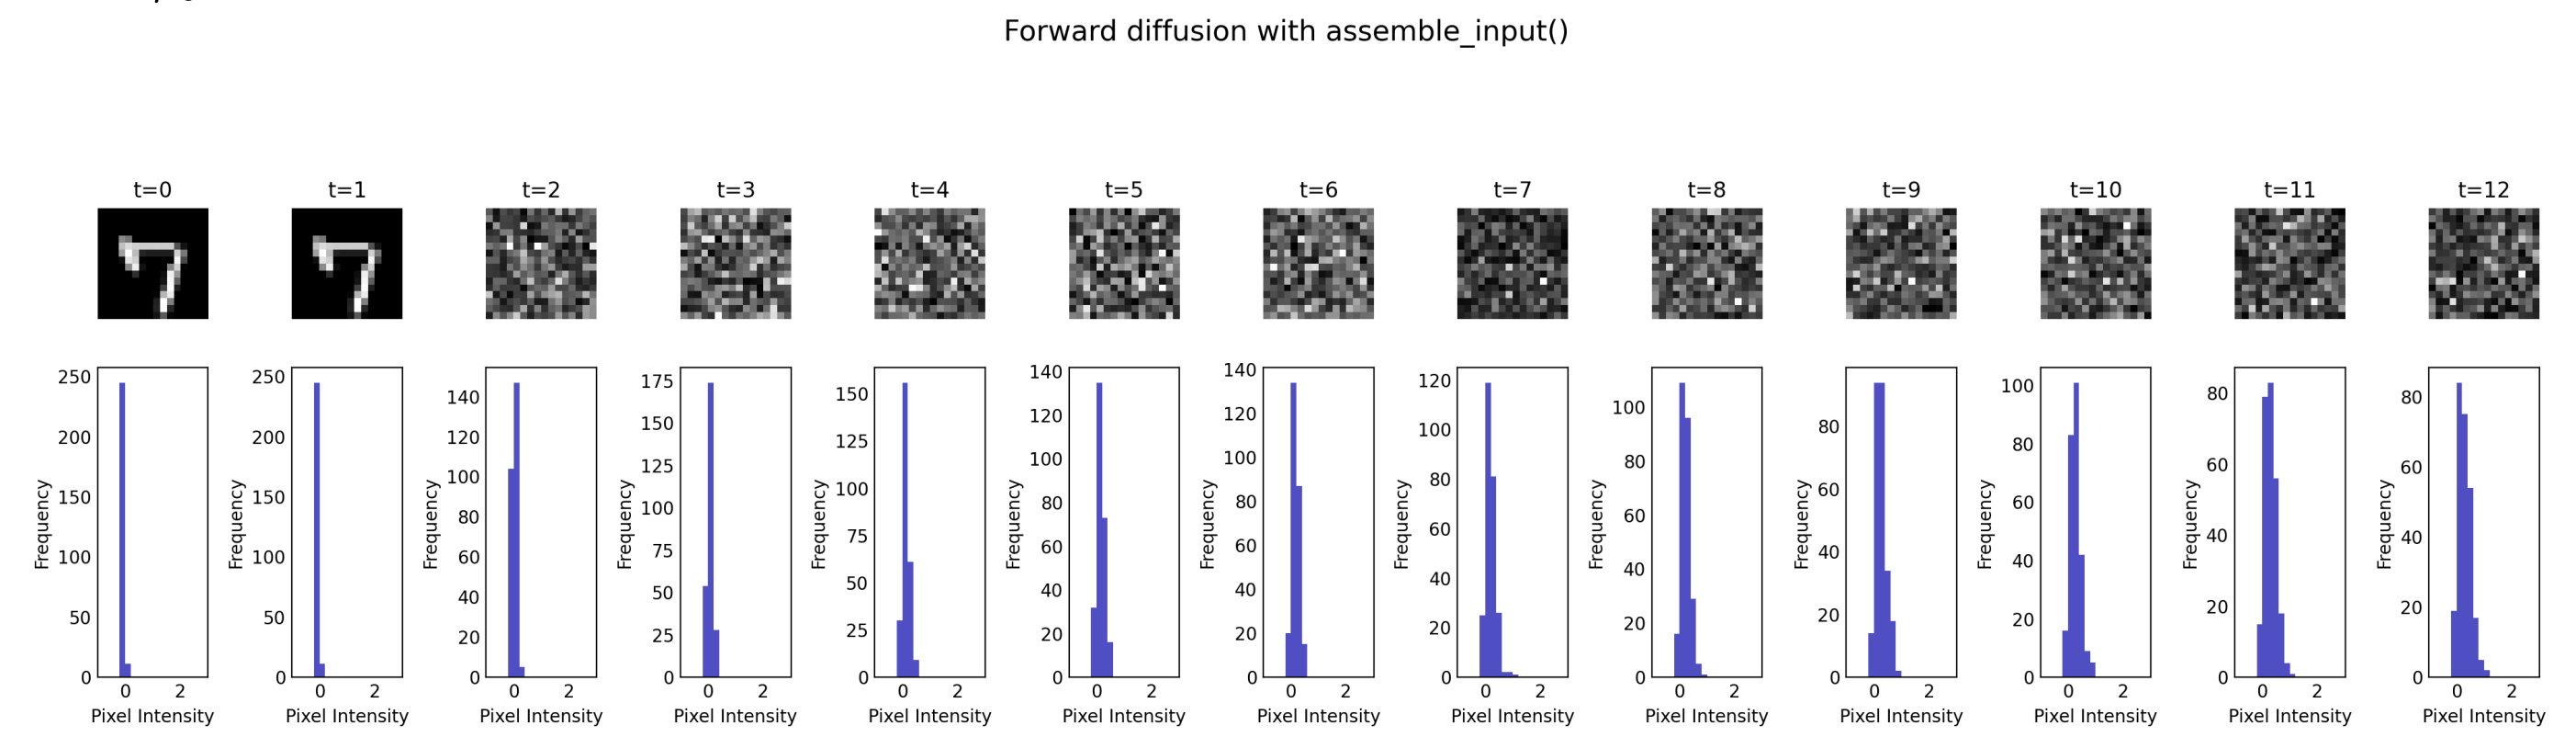 Forward diffusion with assemble_input()
t=0 t=1 t=2 t=3 t=4 t=5 t=6 t=7 t=8 t=9 t=10 t=11 t=12
Frequency 250 200 150 100 50 0
0 2
Pixel Intensity
Frequency 250 200 150 100 50 0
0 2
Pixel Intensity
Frequency 140 120 100 80 60 40 20 0
0 2
Pixel Intensity
Frequency 175 150 125 100 75 50 25 0
0 2
Pixel Intensity
Frequency 150 125 100 75 50 25 0
0 2
Pixel Intensity
Frequency 140 120 100 80 60 40 20 0
0 2
Pixel Intensity
Frequency 140 120 100 80 60 40 20 0
0 2
Pixel Intensity
Frequency 120 100 80 60 40 20 0
0 2
Pixel Intensity
Frequency 100 80 60 40 20 0
0 2
Pixel Intensity
Frequency 80 60 40 20 0
0 2
Pixel Intensity
Frequency 100 80 60 40 20 0
0 2
Pixel Intensity
Frequency 80 60 40 20 0
0 2
Pixel Intensity
Frequency 80 60 40 20 0
0 2
Pixel Intensity